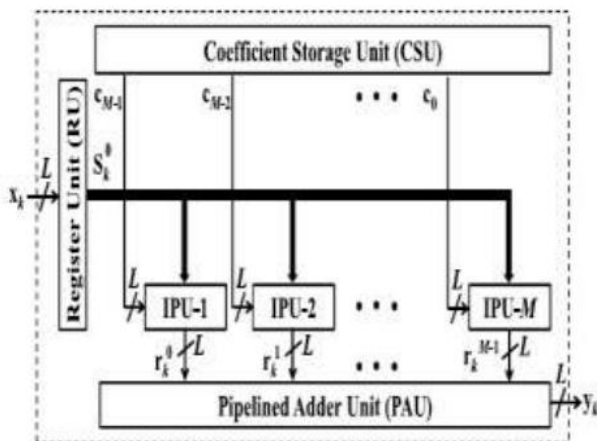 Coefficient Storage Unit (CSU)
c_{M-1} c_{M-2} • • • c_0
Register Unit (RU)
S_k^0
L
x_k
L L L
IPU-1 IPU-2 • • • IPU-M
r_k^0 L r_k^1 L • • • r_k^{M-1} L
L
Pipelined Adder Unit (PAU)